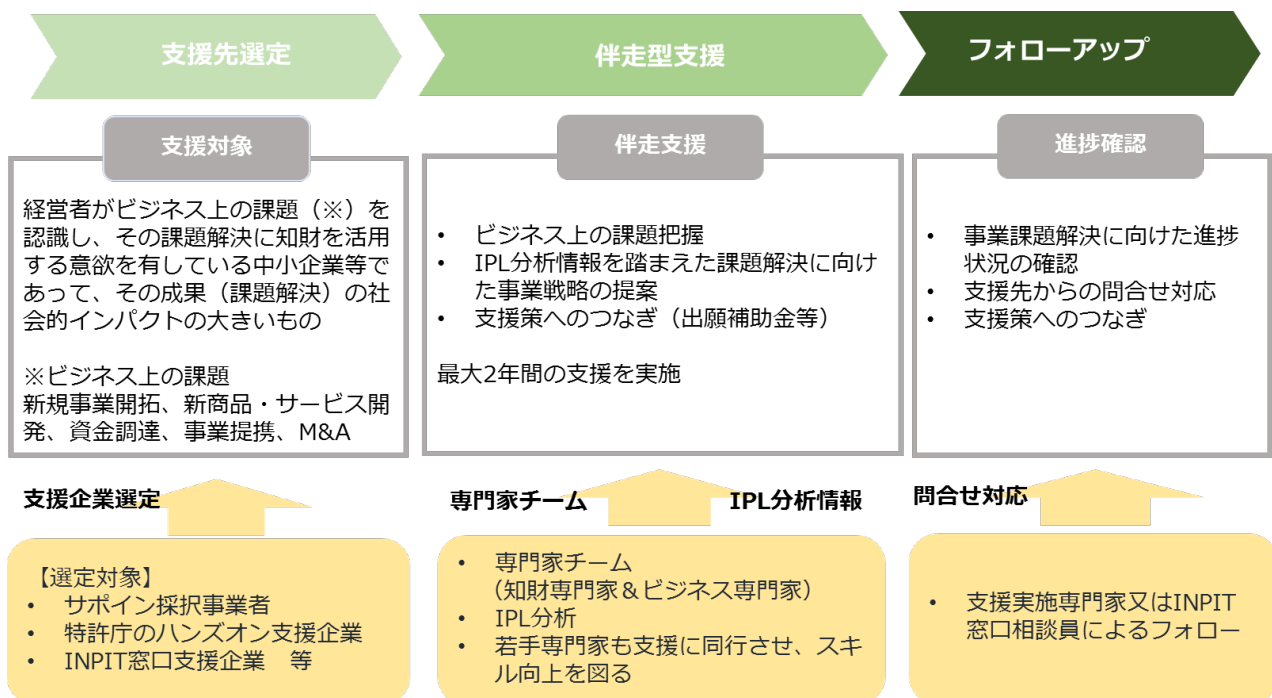 支援先選定
伴走型支援
フォローアップ
支援対象
経営者がビジネス上の課題（※）を
認識し、その課題解決に知財を活用
する意欲を有している中小企業等で
あって、その成果（課題解決）の社
会的インパクトの大きいもの
※ビジネス上の課題
新規事業開拓、新商品・サービス開
発、資金調達、事業提携、M&A
伴走支援
• ビジネス上の課題把握
• IPL分析情報を踏まえた課題解決に向け
た事業戦略の提案
• 支援策へのつなぎ（出願補助金等）
最大2年間の支援を実施
進捗確認
• 事業課題解決に向けた進捗
状況の確認
• 支援先からの問合せ対応
• 支援策へのつなぎ
支援企業選定
専門家チーム
IPL分析情報
問合せ対応
【選定対象】
• サポイン採択事業者
• 特許庁のハンズオン支援企業
• INPIT窓口支援企業　等
• 専門家チーム
（知財専門家＆ビジネス専門家）
• IPL分析
• 若手専門家も支援に同行させ、スキ
ル向上を図る
• 支援実施専門家又はINPIT
窓口相談員によるフォロー